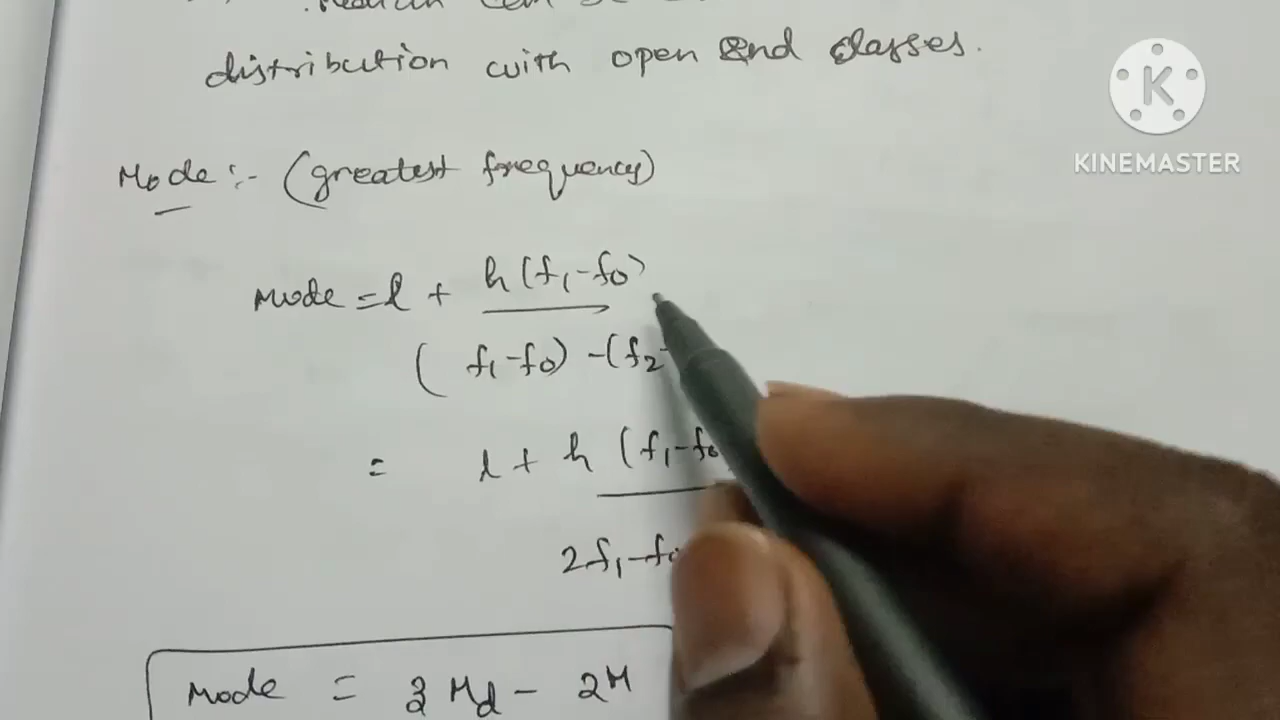 distribution with open end classes.
KINEMASTER
Mode :- (greatest frequency)
Mode = l + h (f1-f0)
( f1-f0) -(f2-
= l + h (f1-f0
2f1-f0
Mode = 3 Md - 2M